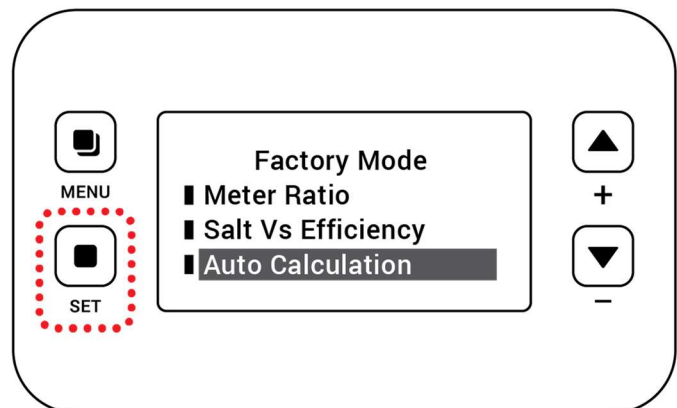 Factory Mode
MENU
Meter Ratio
+
Salt Vs Efficiency
Auto Calculation
SET
−